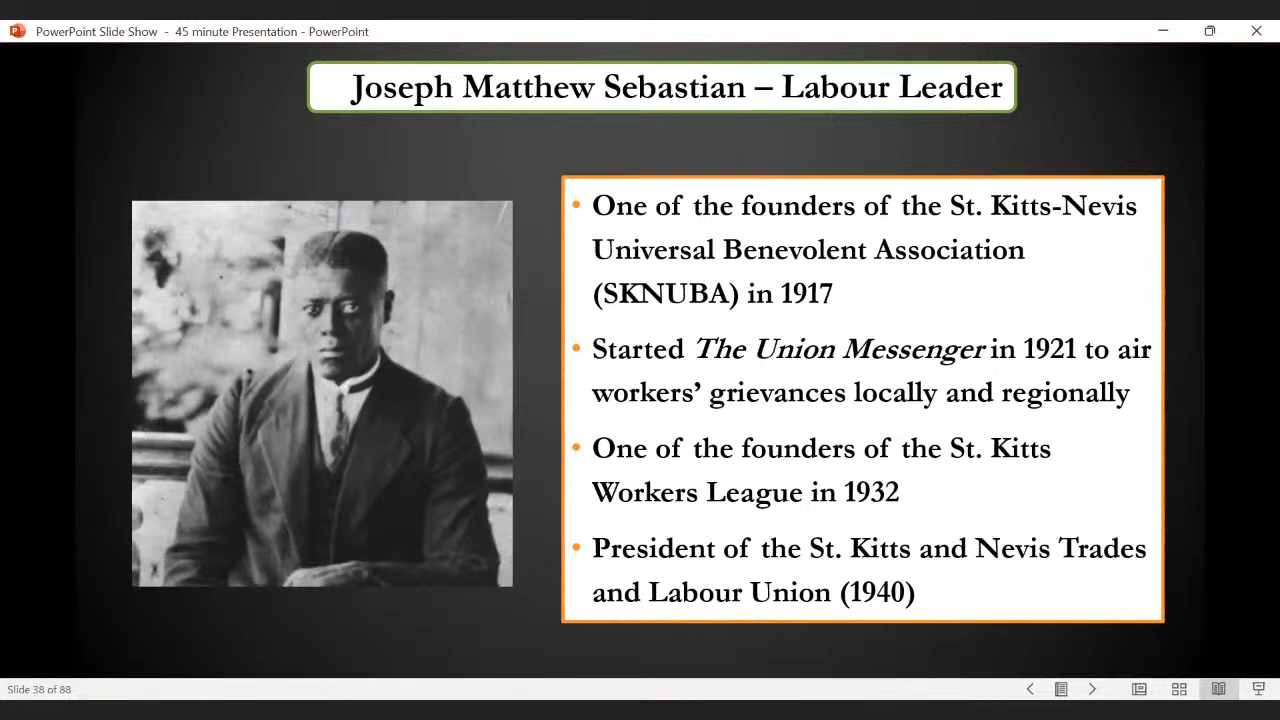 PowerPoint Slide Show - 45 minute Presentation - PowerPoint
Joseph Matthew Sebastian – Labour Leader
• One of the founders of the St. Kitts-Nevis
Universal Benevolent Association
(SKNUBA) in 1917
• Started The Union Messenger in 1921 to air
workers’ grievances locally and regionally
• One of the founders of the St. Kitts
Workers League in 1932
• President of the St. Kitts and Nevis Trades
and Labour Union (1940)
Slide 38 of 88